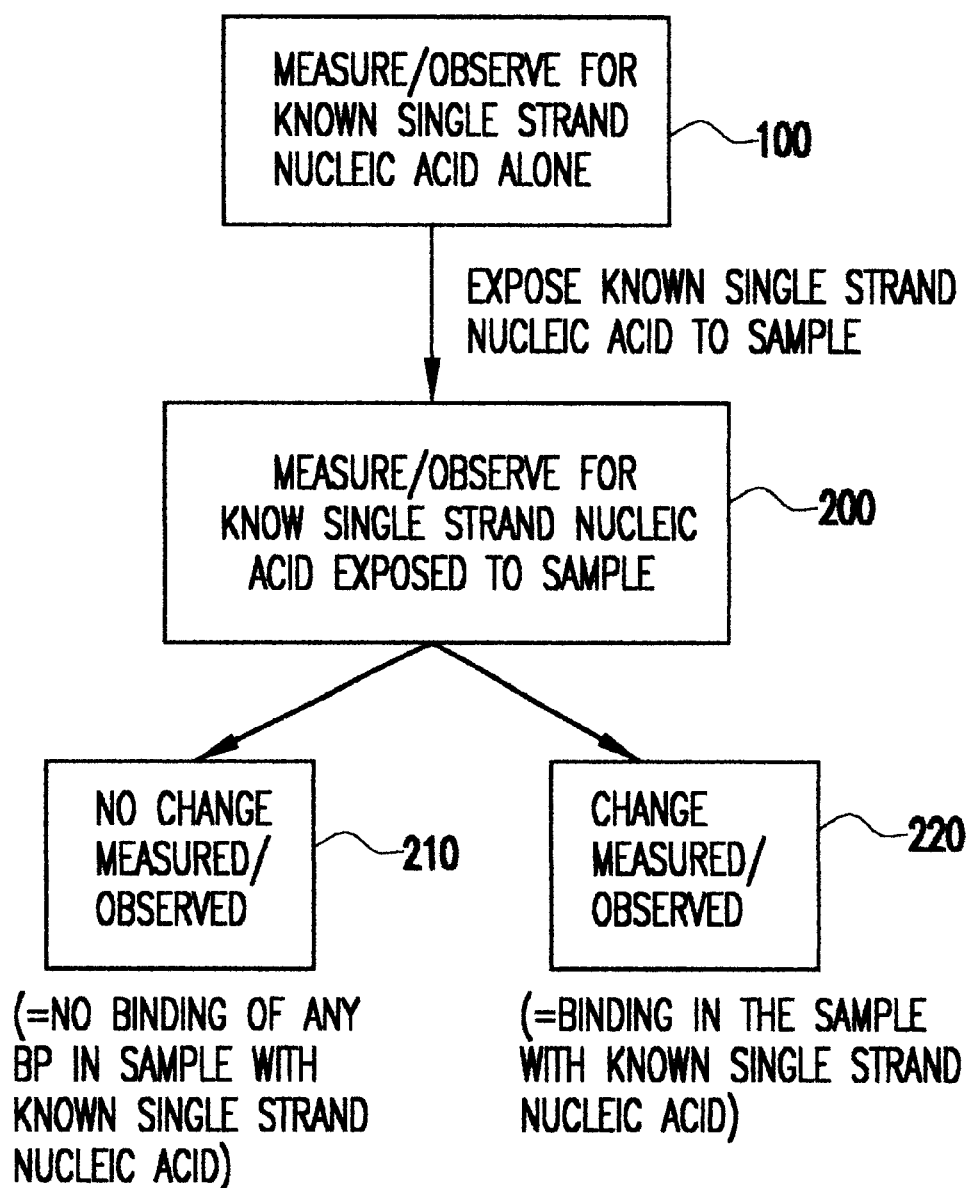 MEASURE/OBSERVE FOR
KNOWN SINGLE STRAND
NUCLEIC ACID ALONE
100
EXPOSE KNOWN SINGLE STRAND
NUCLEIC ACID TO SAMPLE
MEASURE/OBSERVE FOR
KNOW SINGLE STRAND NUCLEIC
ACID EXPOSED TO SAMPLE
200
NO CHANGE
MEASURED/
OBSERVED
210
(=NO BINDING OF ANY
BP IN SAMPLE WITH
KNOWN SINGLE STRAND
NUCLEIC ACID)
CHANGE
MEASURED/
OBSERVED
220
(=BINDING IN THE SAMPLE
WITH KNOWN SINGLE STRAND
NUCLEIC ACID)